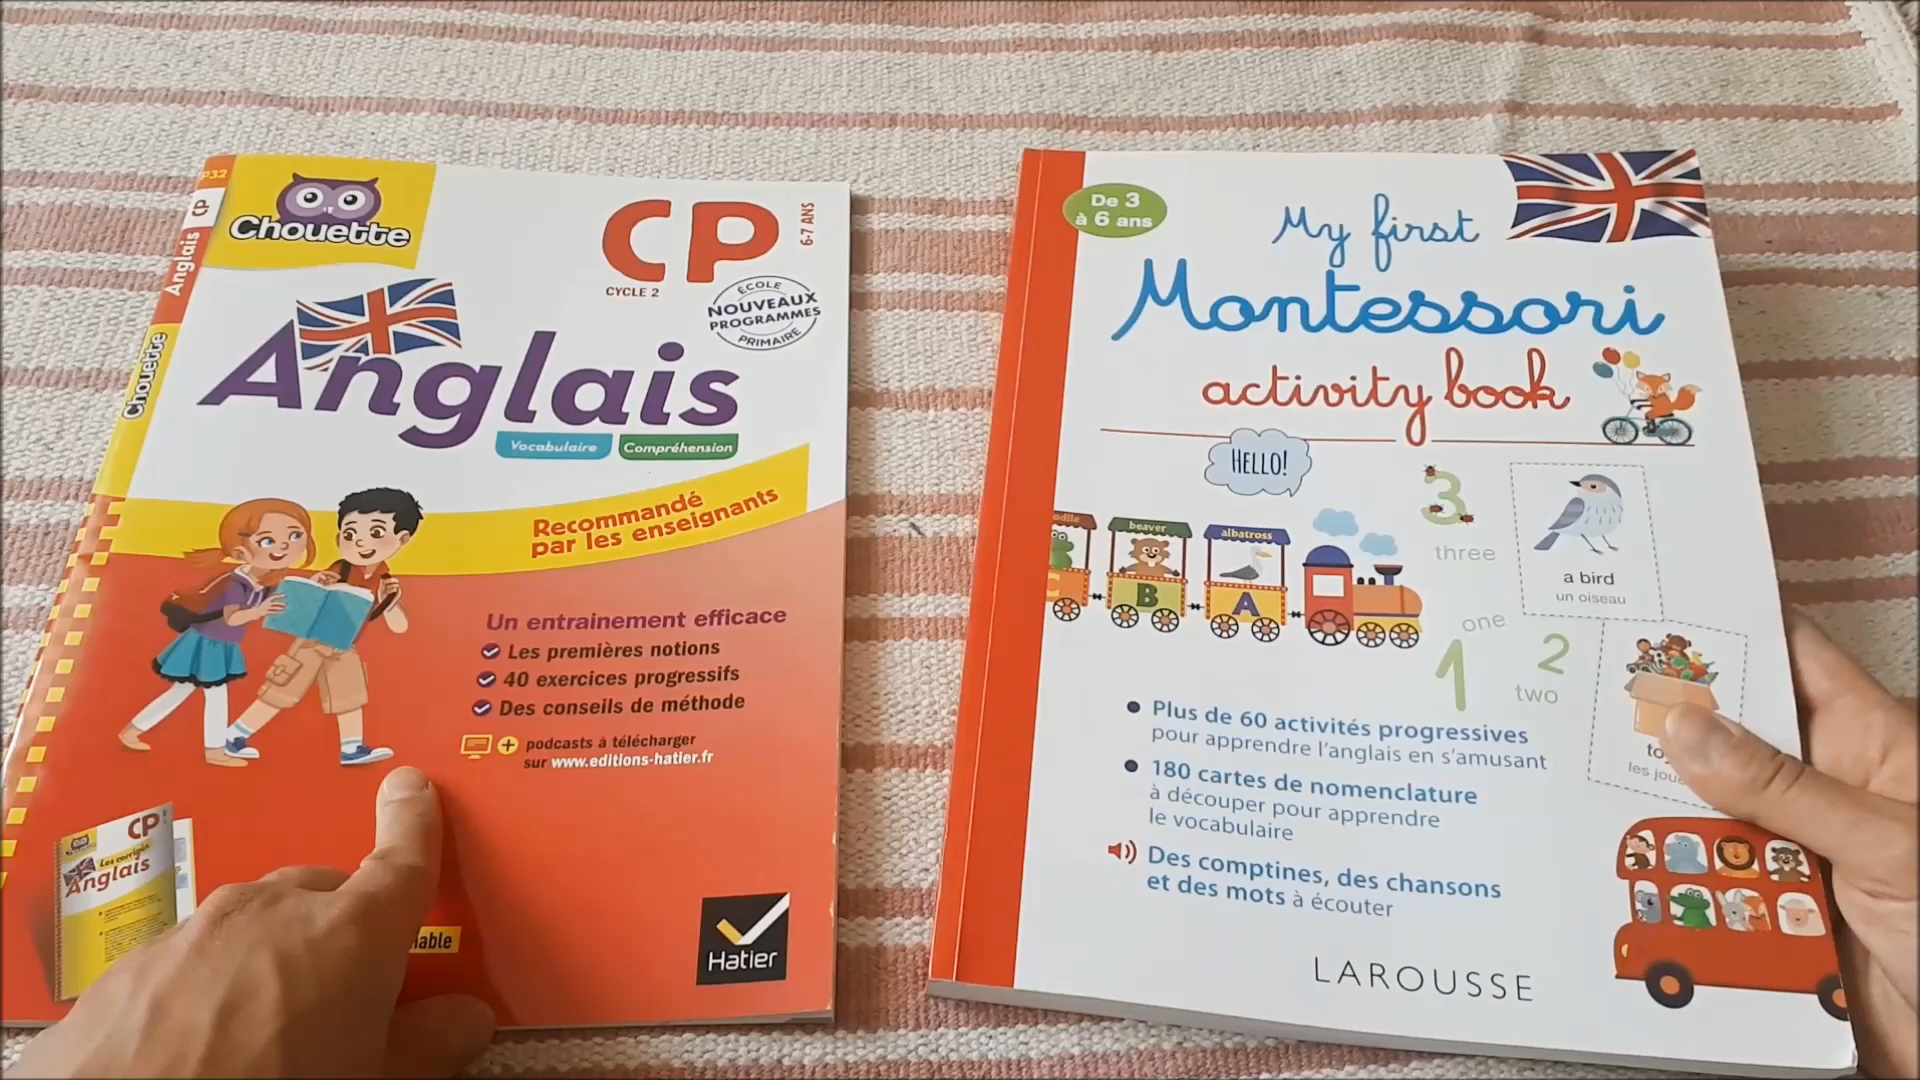 P32
CP
Anglais
Chouette
Chouette
CP
6-7 ANS
CYCLE 2
ÉCOLE
NOUVEAUX
PROGRAMMES
PRIMAIRE
Anglais
Vocabulaire
Compréhension
Recommandé
par les enseignants
Un entrainement efficace
Les premières notions
40 exercices progressifs
Des conseils de méthode
+ podcasts à télécharger
sur www.editions-hatier.fr
CP
Les corrigés
Anglais
Hatier
De 3
à 6 ans
My first
Montessori
activity book
HELLO!
beaver
albatross
C
B
A
3
three
a bird
un oiseau
one
1
2
two
les
• Plus de 60 activités progressives
pour apprendre l'anglais en s'amusant
• 180 cartes de nomenclature
à découper pour apprendre
le vocabulaire
Des comptines, des chansons
et des mots à écouter
LAROUSSE